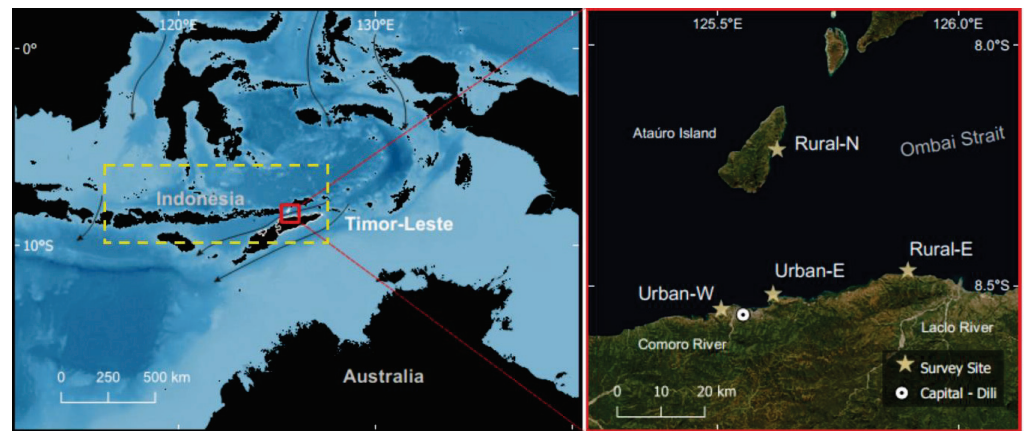 120°E
130°E
0°
Indonesia
Timor-Leste
10°S
0 250 500 km
Australia
125.5°E
126.0°E
8.0°S
Ataúro Island
Rural-N
Ombai Strait
Rural-E
Urban-E
Urban-W
8.5°S
Comoro River
Laclo River
0 10 20 km
Survey Site
Capital - Dili